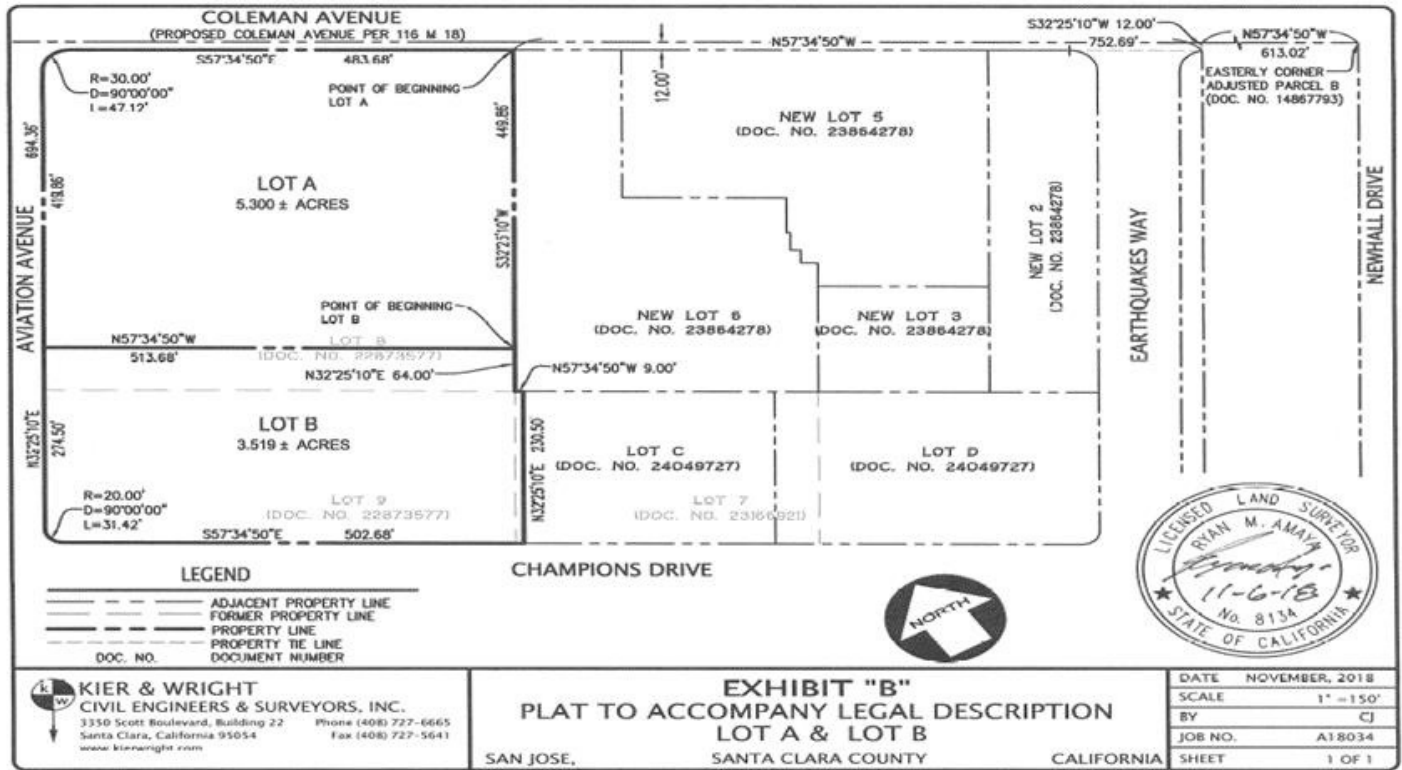 COLEMAN AVENUE
(PROPOSED COLEMAN AVENUE PER 116 M 18)
S57°34'50"E 483.68'
R=30.00'
D=90°00'00"
L=47.12'
POINT OF BEGINNING
LOT A
12.00'
N57°34'50"W
752.69'
S32°25'10"W 12.00'
N57°34'50"W
613.02'
EASTERLY CORNER
ADJUSTED PARCEL B
(DOC. NO. 14867793)
694.36'
419.86'
AVIATION AVENUE
LOT A
5.300 ± ACRES
449.86'
S32°25'10"W
NEW LOT 5
(DOC. NO. 23864278)
NEW LOT 2
(DOC. NO. 23864278)
EARTHQUAKES WAY
NEWHALL DRIVE
POINT OF BEGINNING
LOT B
NEW LOT 6
(DOC. NO. 23864278)
NEW LOT 3
(DOC. NO. 23864278)
N57°34'50"W
513.68'
LOT 8
(DOC. NO. 22873577)
N32°25'10"E 64.00'
N57°34'50"W 9.00'
N32°25'10"E
274.50'
LOT B
3.519 ± ACRES
N32°25'10"E 230.50
LOT C
(DOC. NO. 24049727)
LOT D
(DOC. NO. 24049727)
R=20.00'
D=90°00'00"
L=31.42'
LOT 9
(DOC. NO. 22873577)
LOT 7
(DOC. NO. 23166921)
S57°34'50"E 502.68'
CHAMPIONS DRIVE
LEGEND
ADJACENT PROPERTY LINE
FORMER PROPERTY LINE
PROPERTY LINE
PROPERTY TIE LINE
DOC. NO. DOCUMENT NUMBER
NORTH
LICENSED LAND SURVEYOR
RYAN M. AMAYA
11-6-18
No. 8134
STATE OF CALIFORNIA
k w
KIER & WRIGHT
CIVIL ENGINEERS & SURVEYORS, INC.
3350 Scott Boulevard, Building 22 Phone (408) 727-6665
Santa Clara, California 95054 Fax (408) 727-5641
www.kierwright.com
EXHIBIT "B"
PLAT TO ACCOMPANY LEGAL DESCRIPTION
LOT A & LOT B
SAN JOSE, SANTA CLARA COUNTY CALIFORNIA
DATE NOVEMBER, 2018
SCALE 1" =150'
BY CJ
JOB NO. A18034
SHEET 1 OF 1